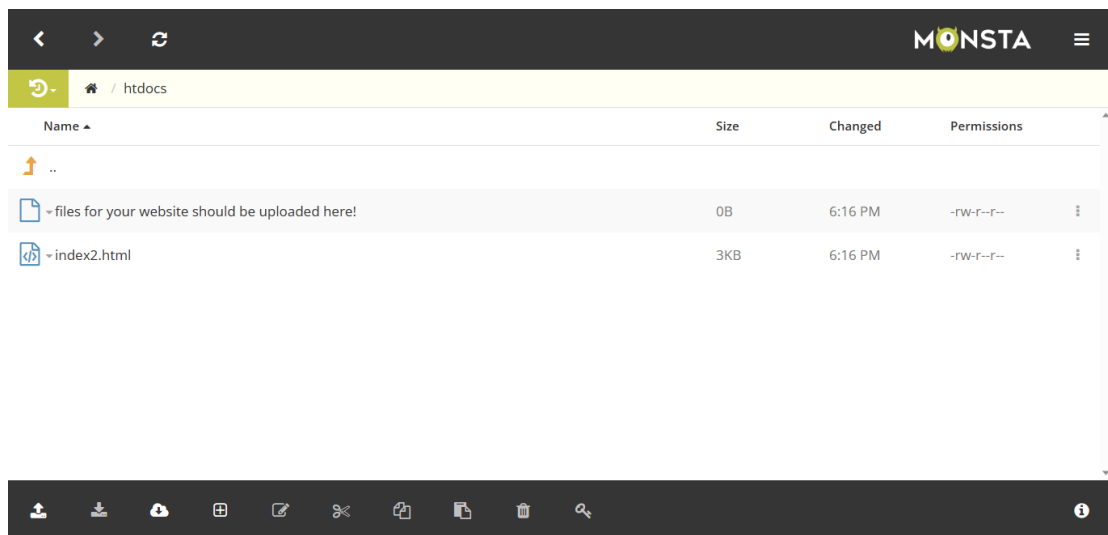 MONSTA
/ htdocs
Name Size Changed Permissions
..
files for your website should be uploaded here! 0B 6:16 PM -rw-r--r--
index2.html 3KB 6:16 PM -rw-r--r--